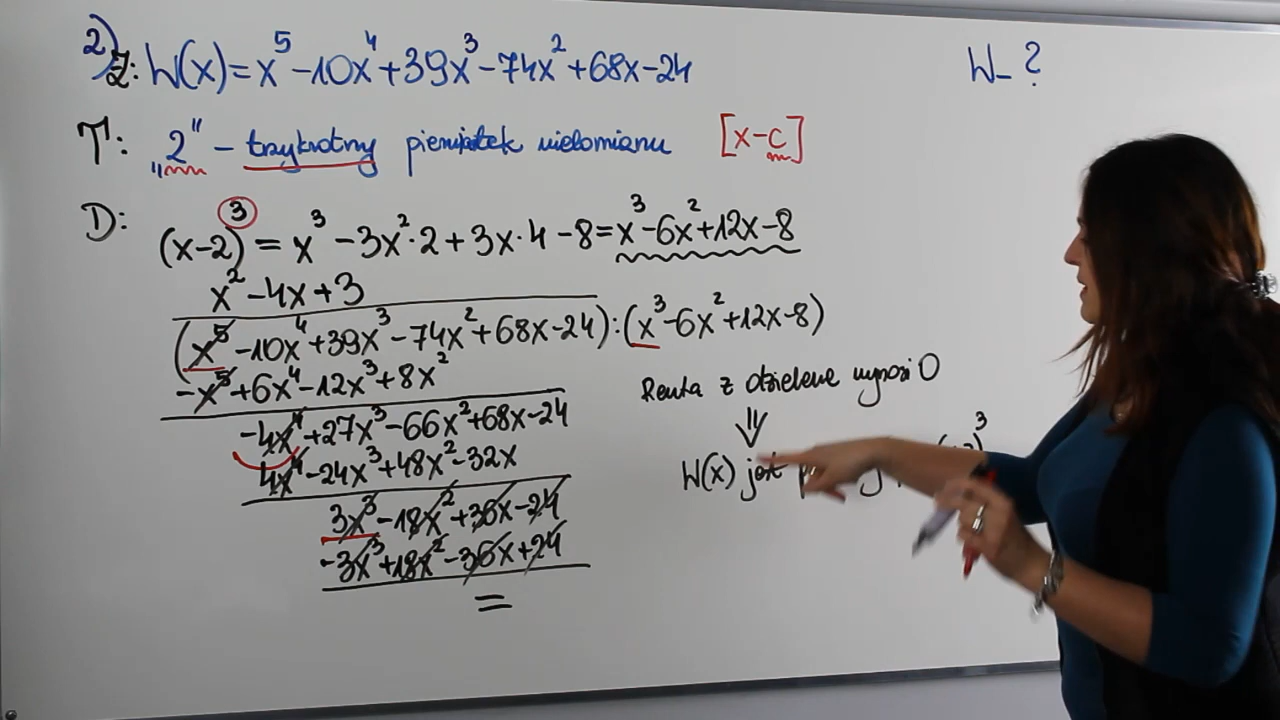 2) Z: W(x)=x⁵-10x⁴+39x³-74x²+68x-24
W_ ?
T: "2" - trzykrotny pierwiastek wielomianu [x-c]
D: (x-2)³=x³-3x²·2+3x·4-8=x³-6x²+12x-8
x²-4x+3
(x⁵-10x⁴+39x³-74x²+68x-24):(x³-6x²+12x-8)
-x⁵+6x⁴-12x³+8x²
-4x⁴+27x³-66x²+68x-24
4x⁴-24x³+48x²-32x
3x³-18x²+36x-24
-3x³+18x²-36x+24
=
Reszta z dzielenie wynosi 0
⇓
W(x) jest